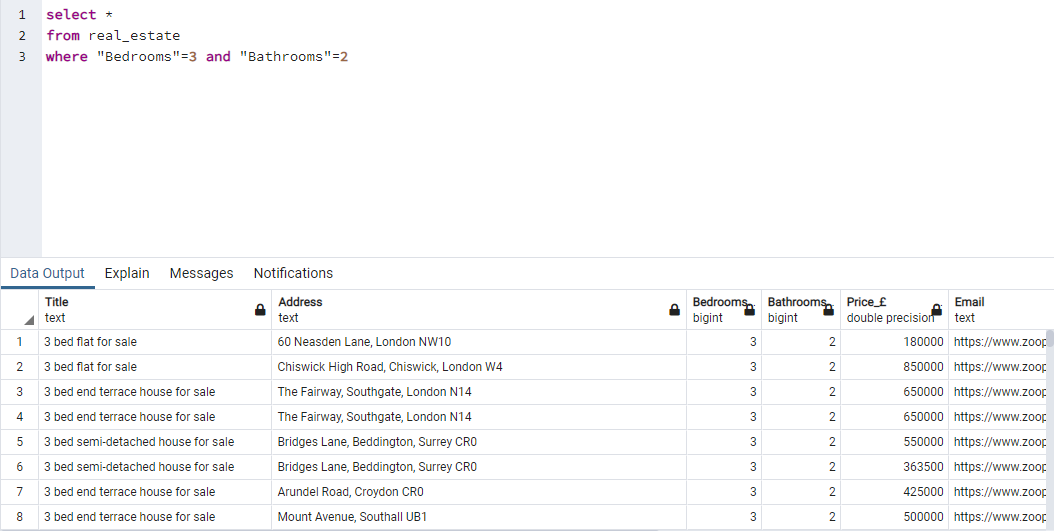 1 select *
2 from real_estate
3 where "Bedrooms"=3 and "Bathrooms"=2
Data Output Explain Messages Notifications
Title Address Bedrooms Bathrooms Price_£ Email
text text bigint bigint double precision text
1 3 bed flat for sale 60 Neasden Lane, London NW10 3 2 180000 https://www.zoop
2 3 bed flat for sale Chiswick High Road, Chiswick, London W4 3 2 850000 https://www.zoop
3 3 bed end terrace house for sale The Fairway, Southgate, London N14 3 2 650000 https://www.zoop
4 3 bed end terrace house for sale The Fairway, Southgate, London N14 3 2 650000 https://www.zoop
5 3 bed semi-detached house for sale Bridges Lane, Beddington, Surrey CR0 3 2 550000 https://www.zoop
6 3 bed semi-detached house for sale Bridges Lane, Beddington, Surrey CR0 3 2 363500 https://www.zoop
7 3 bed end terrace house for sale Arundel Road, Croydon CR0 3 2 425000 https://www.zoop
8 3 bed end terrace house for sale Mount Avenue, Southall UB1 3 2 500000 https://www.zoop